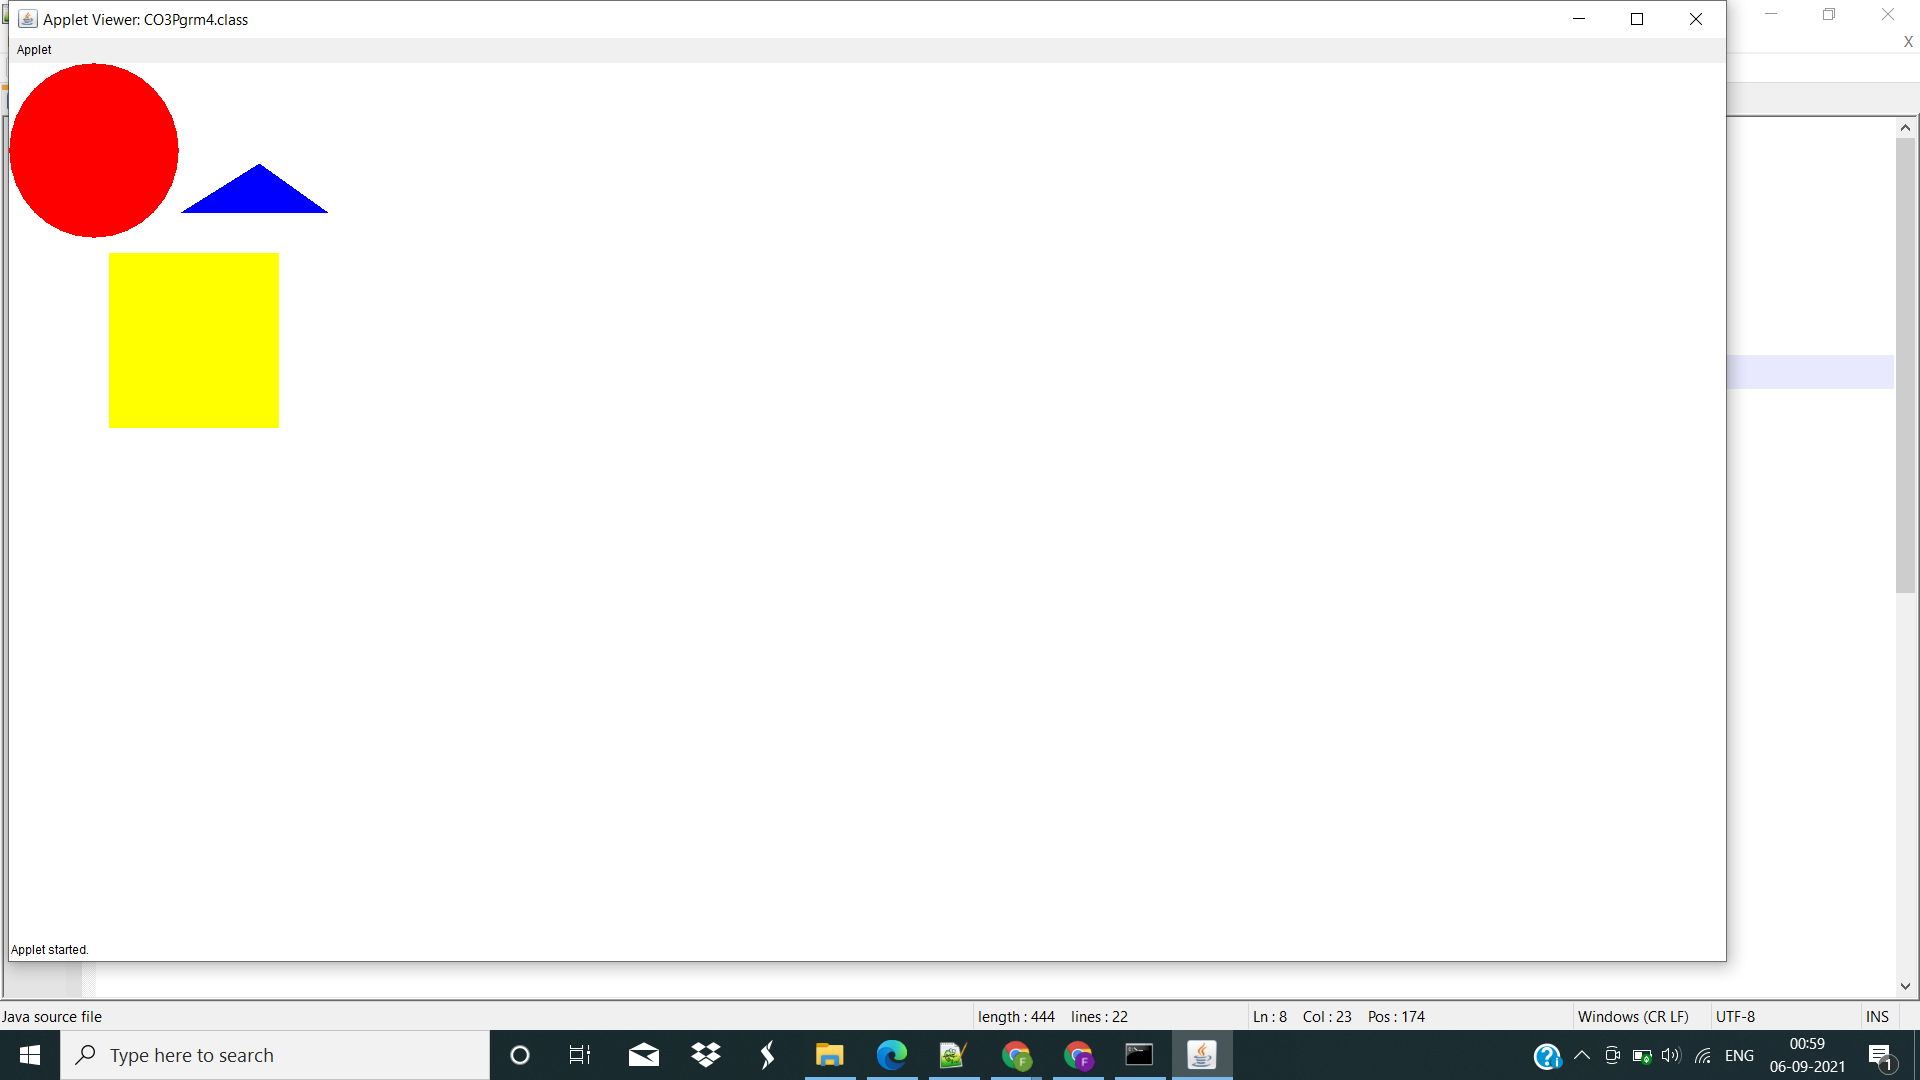 Applet Viewer: CO3Pgrm4.class
X
Applet
Applet started.
Java source file
length : 444 lines : 22
Ln : 8 Col : 23 Pos : 174
Windows (CR LF)
UTF-8
INS
Type here to search
F
F
ENG
00:59
06-09-2021
1